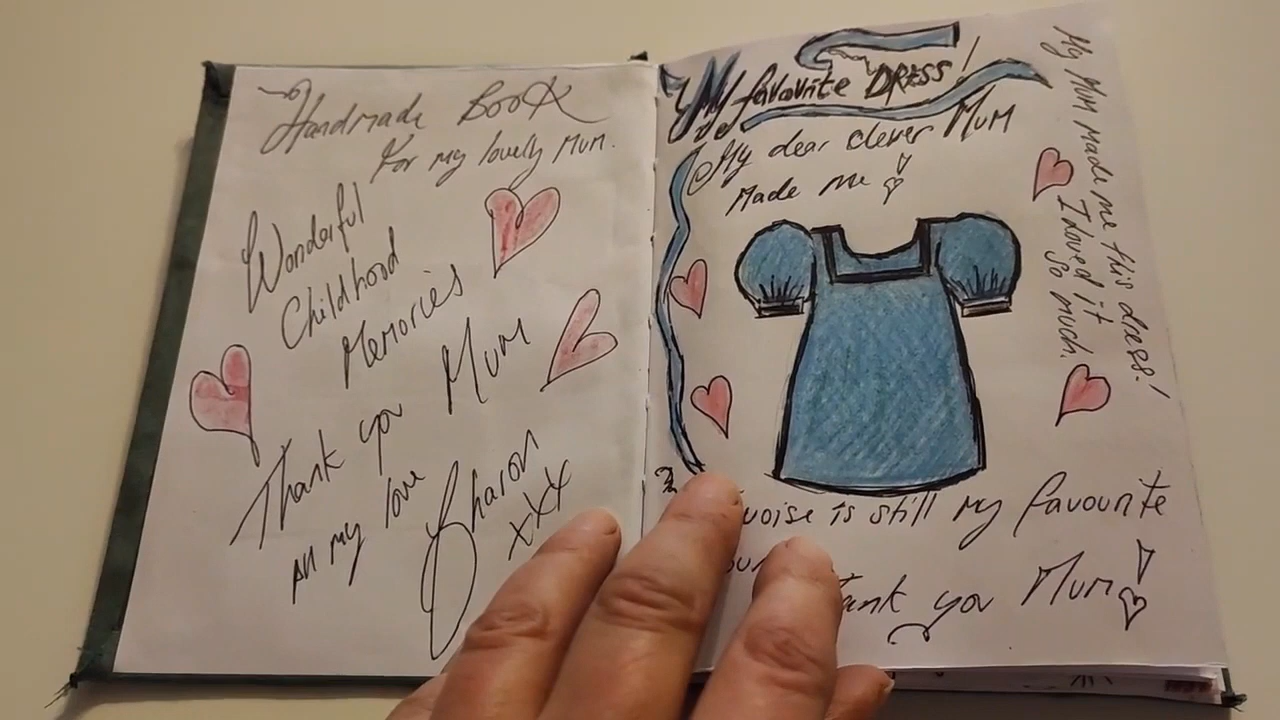 Handmade Book
For my lovely Mum.
Wonderful
Childhood
Memories
Thank you Mum
All my love
Sharon
xxx
My favourite DRESS!
My dear clever Mum
Made me
My Mum Made me this dress!
I loved it
So much.
is still my favourite
you Mum